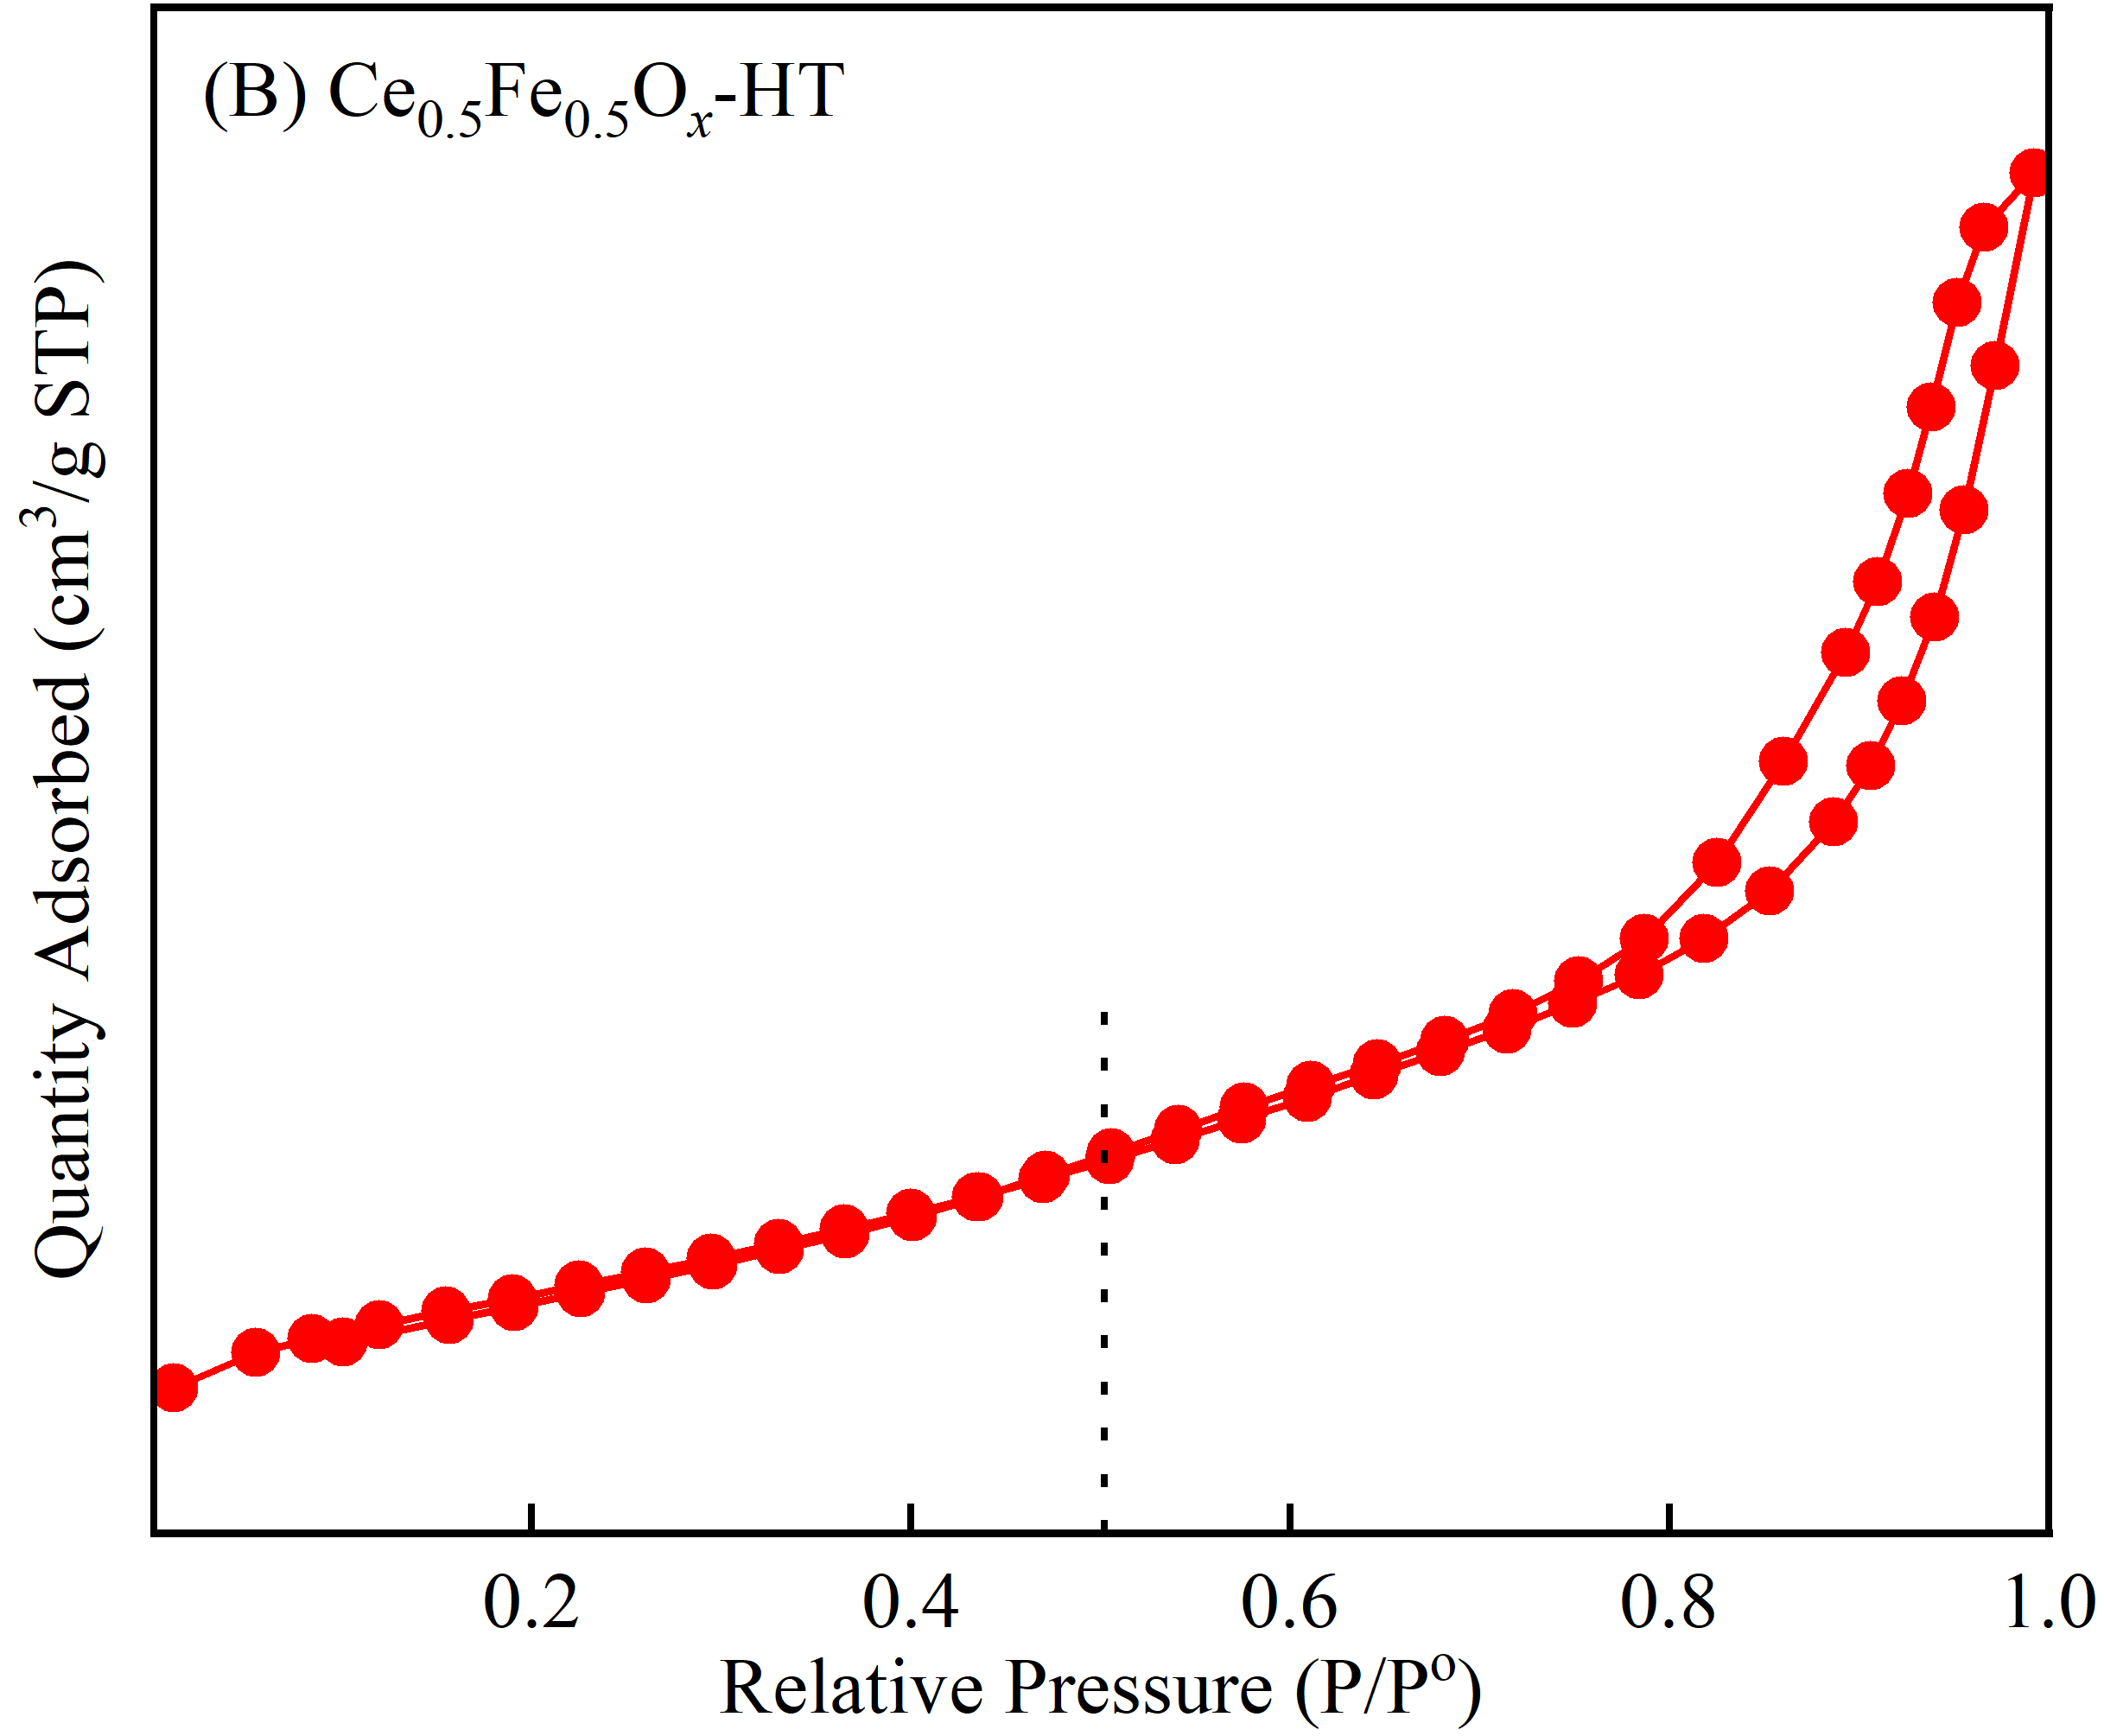 (B) Ce0.5Fe0.5Ox-HT
Quantity Adsorbed (cm³/g STP)
0.2 0.4 0.6 0.8 1.0
Relative Pressure (P/Pº)